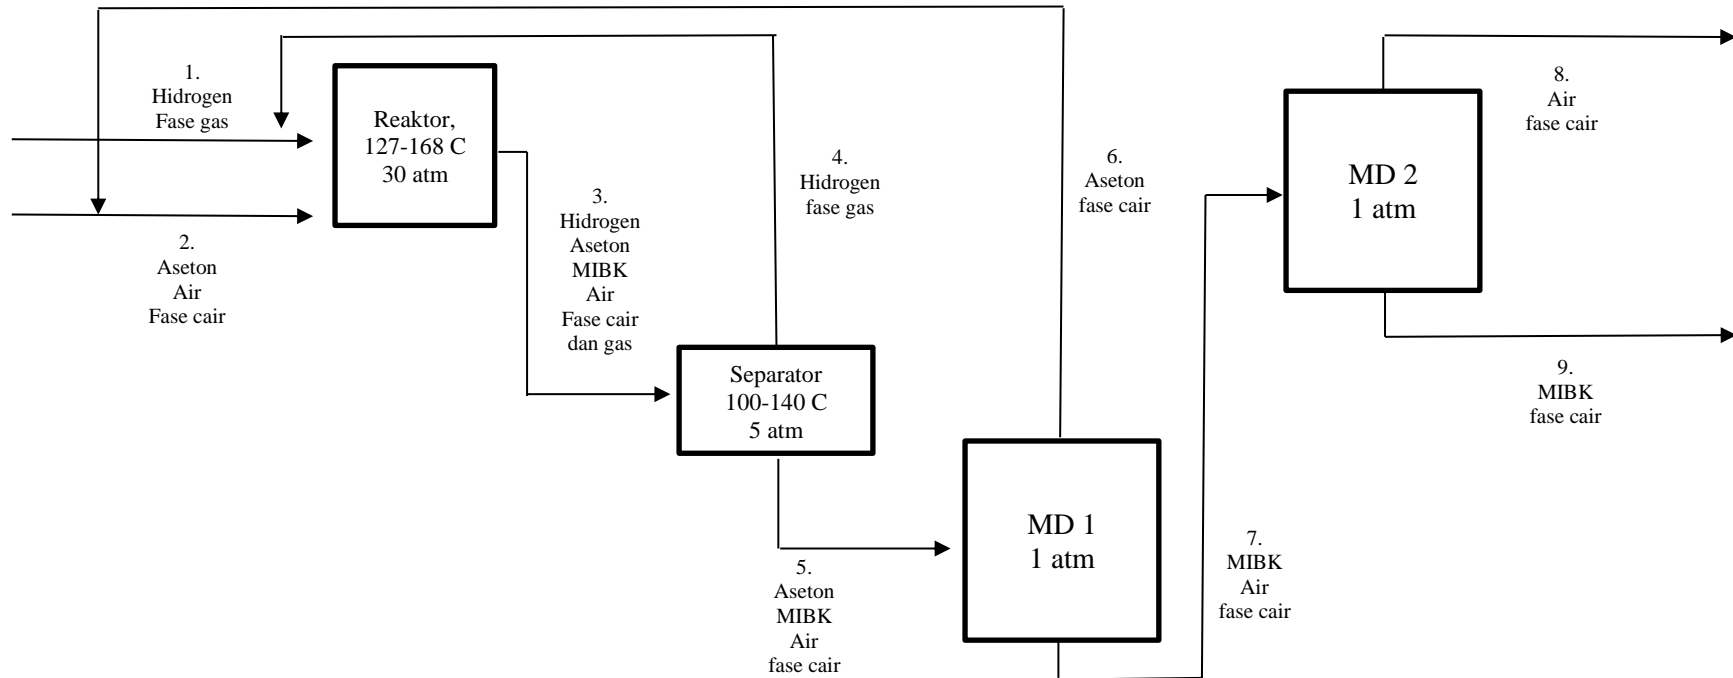 1.
Hidrogen
Fase gas
Reaktor,
127-168 C
30 atm
2.
Aseton
Air
Fase cair
3.
Hidrogen
Aseton
MIBK
Air
Fase cair
dan gas
4.
Hidrogen
fase gas
Separator
100-140 C
5 atm
5.
Aseton
MIBK
Air
fase cair
MD 1
1 atm
6.
Aseton
fase cair
7.
MIBK
Air
fase cair
MD 2
1 atm
8.
Air
fase cair
9.
MIBK
fase cair